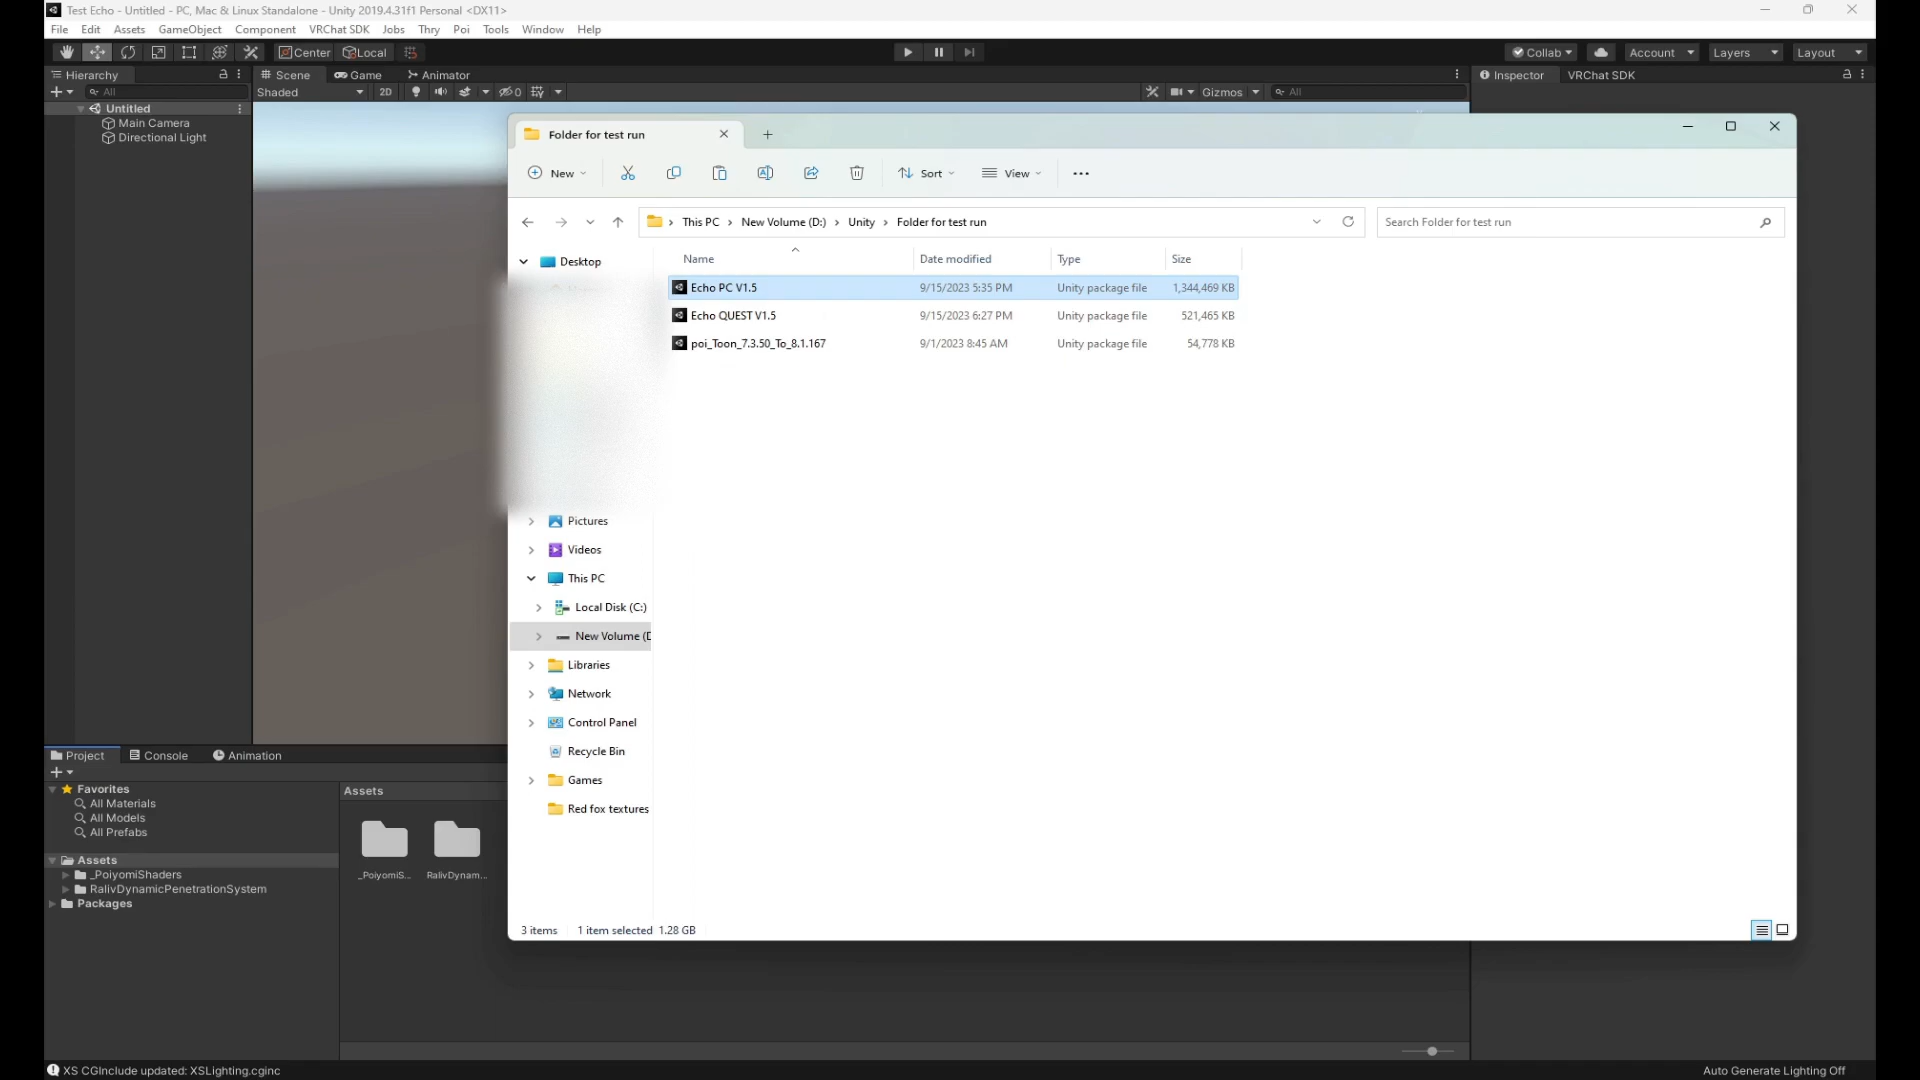 Test Echo - Untitled - PC, Mac & Linux Standalone - Unity 2019.4.31f1 Personal <DX11>
File Edit Assets GameObject Component VRChat SDK Jobs Thry Poi Tools Window Help
Center Local Collab Account Layers Layout
Hierarchy Scene Game Animator Inspector VRChat SDK
All Shaded 2D 0 Gizmos All
Untitled
Main Camera
Directional Light
Folder for test run
New Sort View
This PC New Volume (D:) Unity Folder for test run Search Folder for test run
Desktop
Name Date modified Type Size
Echo PC V1.5 9/15/2023 5:35 PM Unity package file 1,344,469 KB
Echo QUEST V1.5 9/15/2023 6:27 PM Unity package file 521,465 KB
poi_Toon_7.3.50_To_8.1.167 9/1/2023 8:45 AM Unity package file 54,778 KB
Pictures
Videos
This PC
Local Disk (C:)
New Volume (D
Libraries
Network
Control Panel
Recycle Bin
Games
Red fox textures
3 items 1 item selected 1.28 GB
Project Console Animation
Favorites
All Materials
All Models
All Prefabs
Assets
_PoiyomiShaders
RalivDynamicPenetrationSystem
Packages
Assets
_PoiyomiS... RalivDynam...
XS CGInclude updated: XSLighting.cginc
Auto Generate Lighting Off